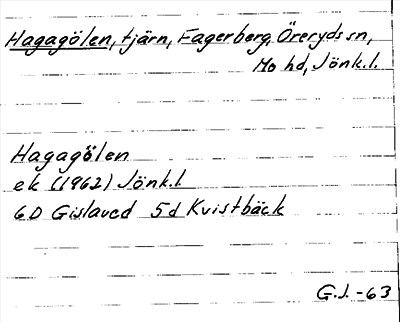 Hagagölen, tjärn, Fagerberg, Öreryds sn,
Mo hd, Jönk.l.
Hagagölen
ek (1962) Jönk.l
6D Gislaved 5d Kvistbäck
G.J. -63